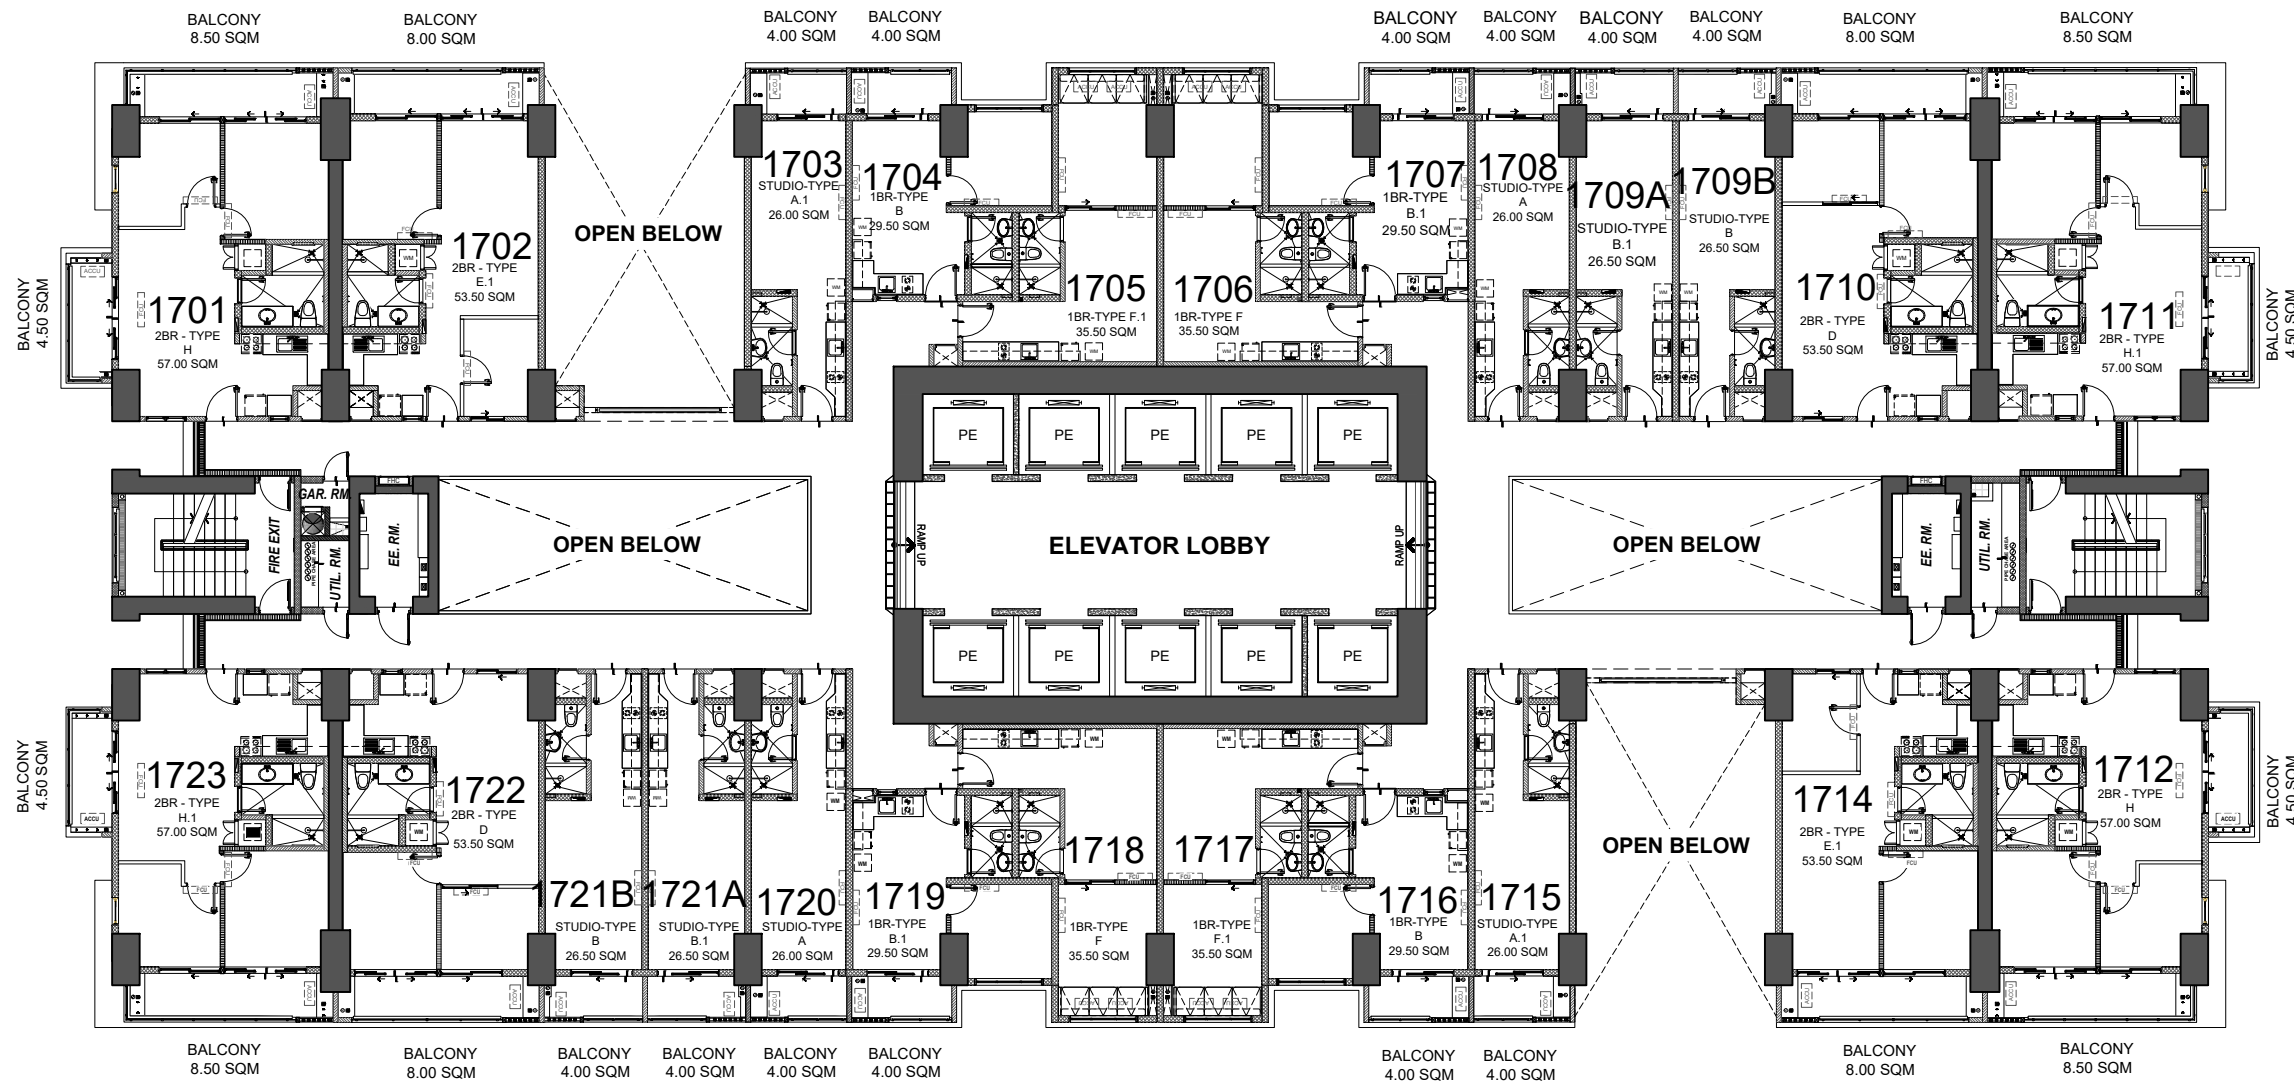 BALCONY
8.50 SQM
BALCONY
8.00 SQM
BALCONY
4.00 SQM
BALCONY
4.00 SQM
BALCONY
4.00 SQM
BALCONY
4.00 SQM
BALCONY
4.00 SQM
BALCONY
4.00 SQM
BALCONY
8.00 SQM
BALCONY
8.50 SQM
BALCONY
4.50 SQM
1701
2BR - TYPE
H
57.00 SQM
1702
2BR - TYPE
E.1
53.50 SQM
OPEN BELOW
1703
STUDIO-TYPE
A.1
26.00 SQM
1704
1BR-TYPE
B
29.50 SQM
1705
1BR-TYPE F.1
35.50 SQM
1706
1BR-TYPE F
35.50 SQM
1707
1BR-TYPE
B.1
29.50 SQM
1708
STUDIO-TYPE
A
26.00 SQM
1709A
STUDIO-TYPE
B.1
26.50 SQM
1709B
STUDIO-TYPE
B
26.50 SQM
1710
2BR - TYPE
D
53.50 SQM
1711
2BR - TYPE
H.1
57.00 SQM
BALCONY
4.50 SQM
PE
PE
PE
PE
PE
FIRE EXIT
GAR. RM.
UTIL. RM.
FHC
EE. RM.
OPEN BELOW
RAMP UP
ELEVATOR LOBBY
RAMP UP
OPEN BELOW
FHC
EE. RM.
UTIL. RM.
PE
PE
PE
PE
PE
BALCONY
4.50 SQM
1723
2BR - TYPE
H.1
57.00 SQM
1722
2BR - TYPE
D
53.50 SQM
1721B
STUDIO-TYPE
B
26.50 SQM
1721A
STUDIO-TYPE
B.1
26.50 SQM
1720
STUDIO-TYPE
A
26.00 SQM
1719
1BR-TYPE
B.1
29.50 SQM
1718
1BR-TYPE
F
35.50 SQM
1717
1BR-TYPE
F.1
35.50 SQM
1716
1BR-TYPE
B
29.50 SQM
1715
STUDIO-TYPE
A.1
26.00 SQM
OPEN BELOW
1714
2BR - TYPE
E.1
53.50 SQM
1712
2BR - TYPE
H
57.00 SQM
BALCONY
4.50 SQM
BALCONY
8.50 SQM
BALCONY
8.00 SQM
BALCONY
4.00 SQM
BALCONY
4.00 SQM
BALCONY
4.00 SQM
BALCONY
4.00 SQM
BALCONY
4.00 SQM
BALCONY
4.00 SQM
BALCONY
8.00 SQM
BALCONY
8.50 SQM